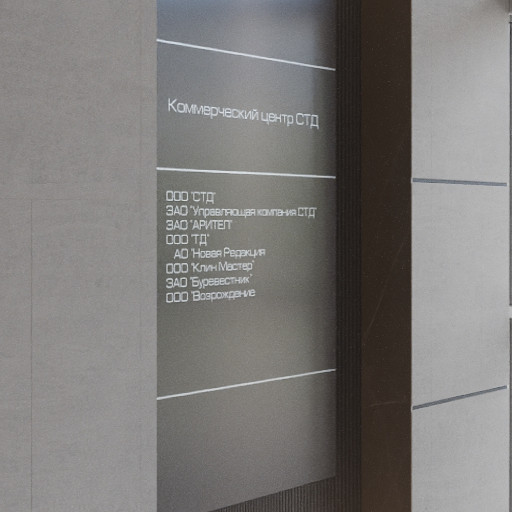 Коммерческий центр СТД
ООО "СТД"
ЗАО "Управляющая компания СТД"
ЗАО "АРИТЕЛ"
ООО "ТД"
АО "Новая Редакция
ООО "Клин Мастер"
ЗАО "Буревестник"
ООО "Возрождение